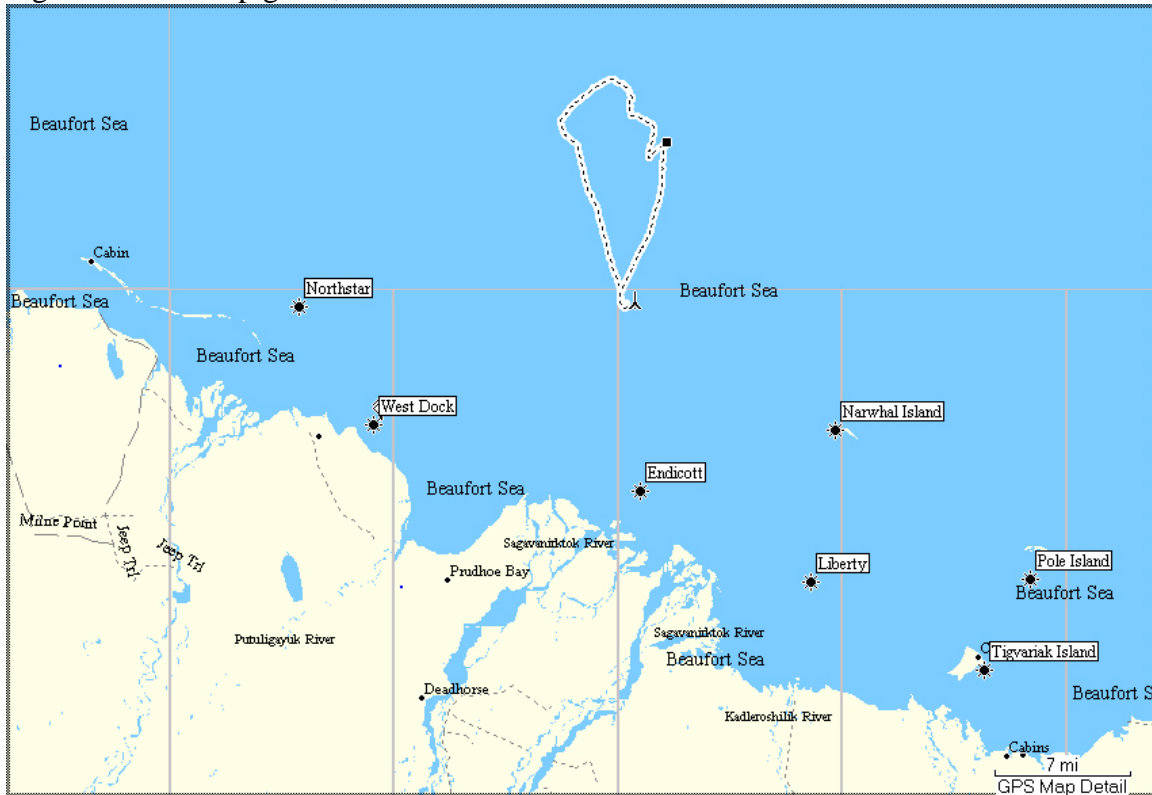 Beaufort Sea
Cabin
Northstar
Beaufort Sea
Beaufort Sea
Beaufort Sea
West Dock
Narwhal Island
Endicott
Beaufort Sea
Milne Point
Jeep Trl
Jeep Trl
Sagavanirktok River
Prudhoe Bay
Liberty
Pole Island
Beaufort Sea
Putuligayuk River
Sagavanirktok River
Beaufort Sea
Tigvariak Island
Deadhorse
Beaufort S
Kadleroshilik River
Cabins
7 mi
GPS Map Detail